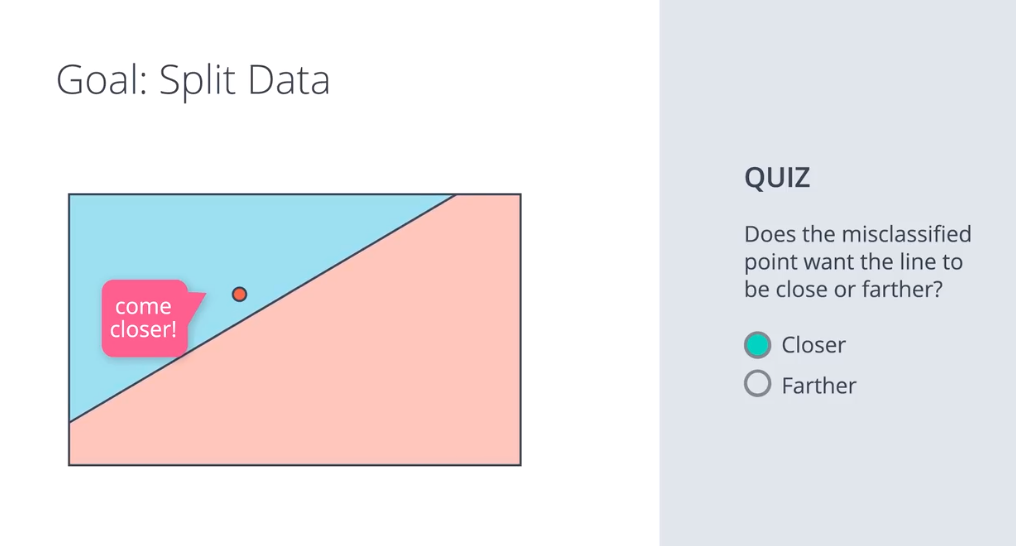 Goal: Split Data
come
closer!
QUIZ
Does the misclassified
point want the line to
be close or farther?
Closer
Farther